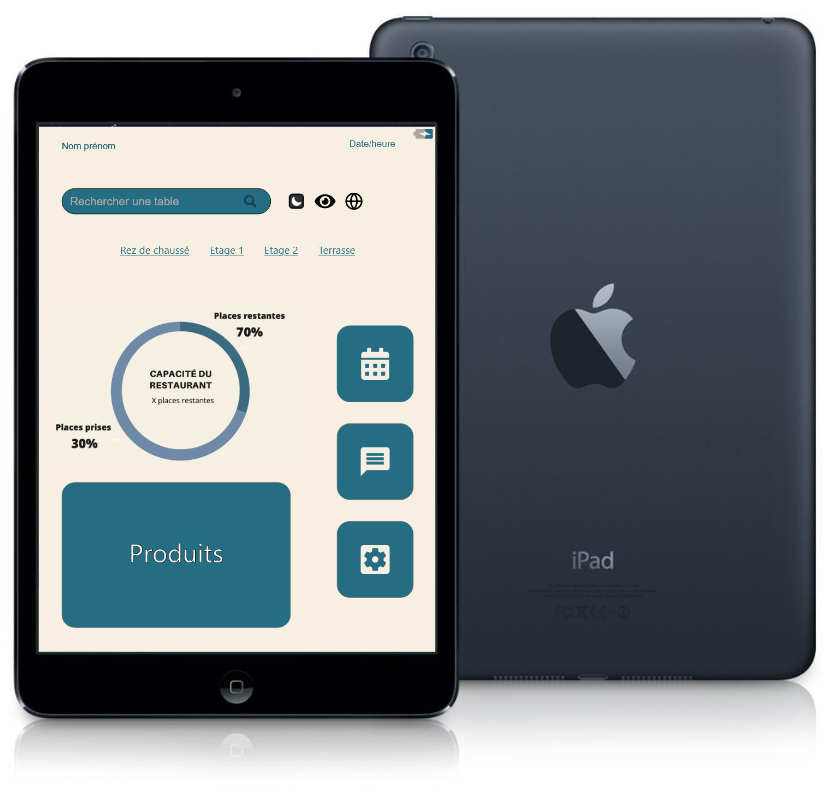 Nom prénom
Date/heure
Rechercher une table
Rez de chaussé Etage 1 Etage 2 Terrasse
Places restantes
70%
CAPACITÉ DU
RESTAURANT
X places restantes
Places prises
30%
Produits
iPad